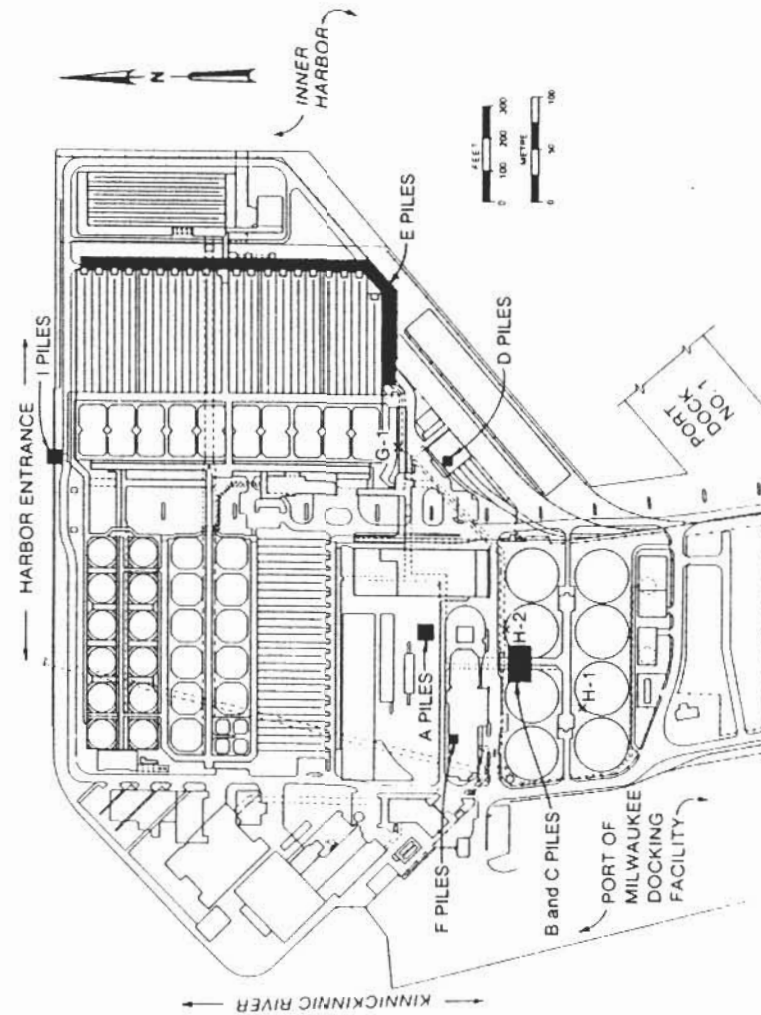 INNER
HARBOR
N
HARBOR ENTRANCE
I PILES
FEET
0 100 200 300
METRE
0 50 100
E PILES
D PILES
G-1
X
PORT
DOCK
NO. 1
A PILES
H-2
XH-1
F PILES
B and C PILES
PORT OF
MILWAUKEE
DOCKING
FACILITY
KINNICKINNIC RIVER